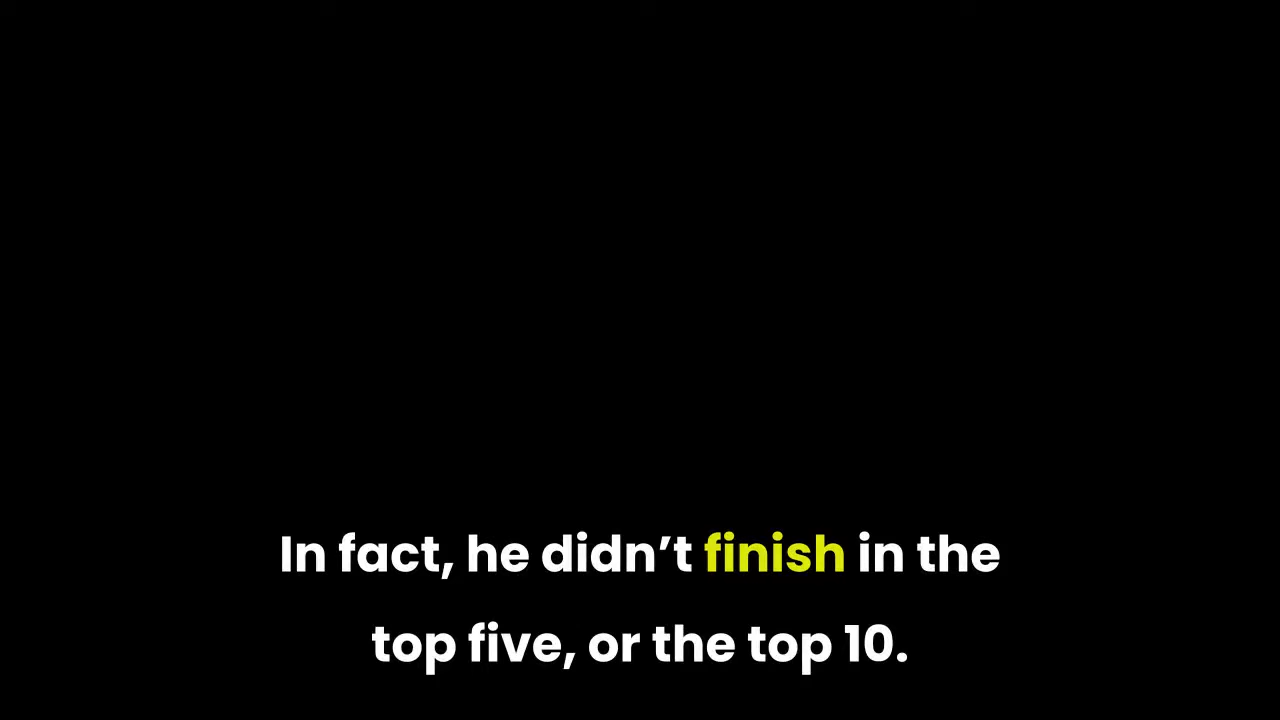 In fact, he didn’t finish in the
top five, or the top 10.